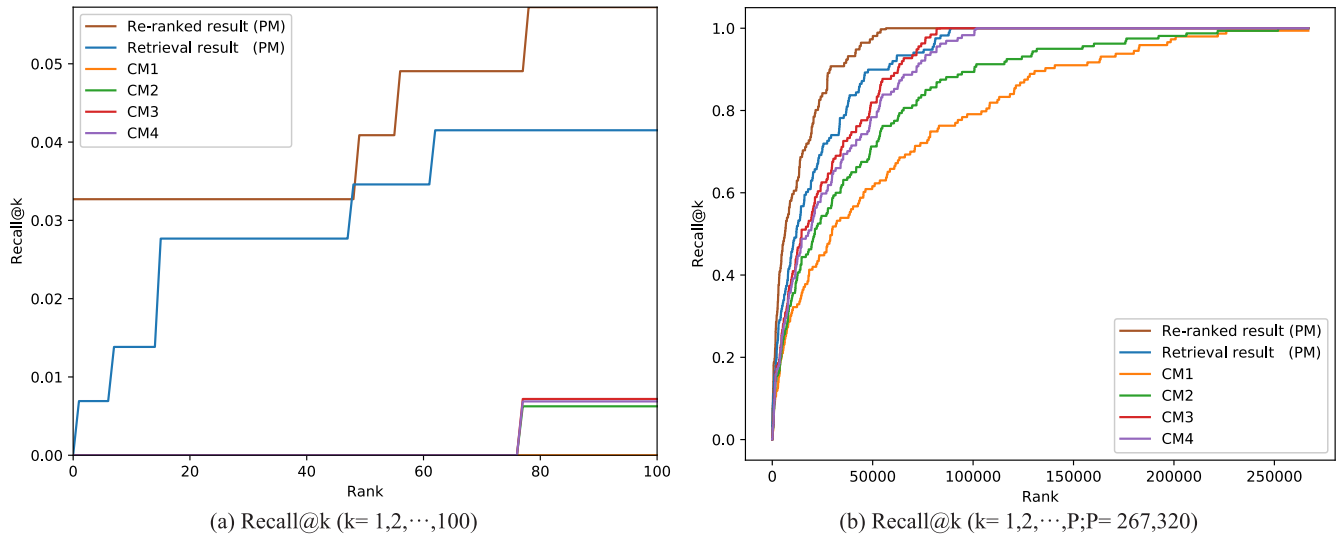 Re-ranked result (PM)
Retrieval result (PM)
CM1
CM2
CM3
CM4
0.05
0.04
0.03
0.02
0.01
0.00
Recall@k
0 20 40 60 80 100
Rank
(a) Recall@k (k= 1,2,···,100)
1.0
0.8
0.6
0.4
0.2
0.0
Recall@k
Re-ranked result (PM)
Retrieval result (PM)
CM1
CM2
CM3
CM4
0 50000 100000 150000 200000 250000
Rank
(b) Recall@k (k= 1,2,···,P;P= 267,320)